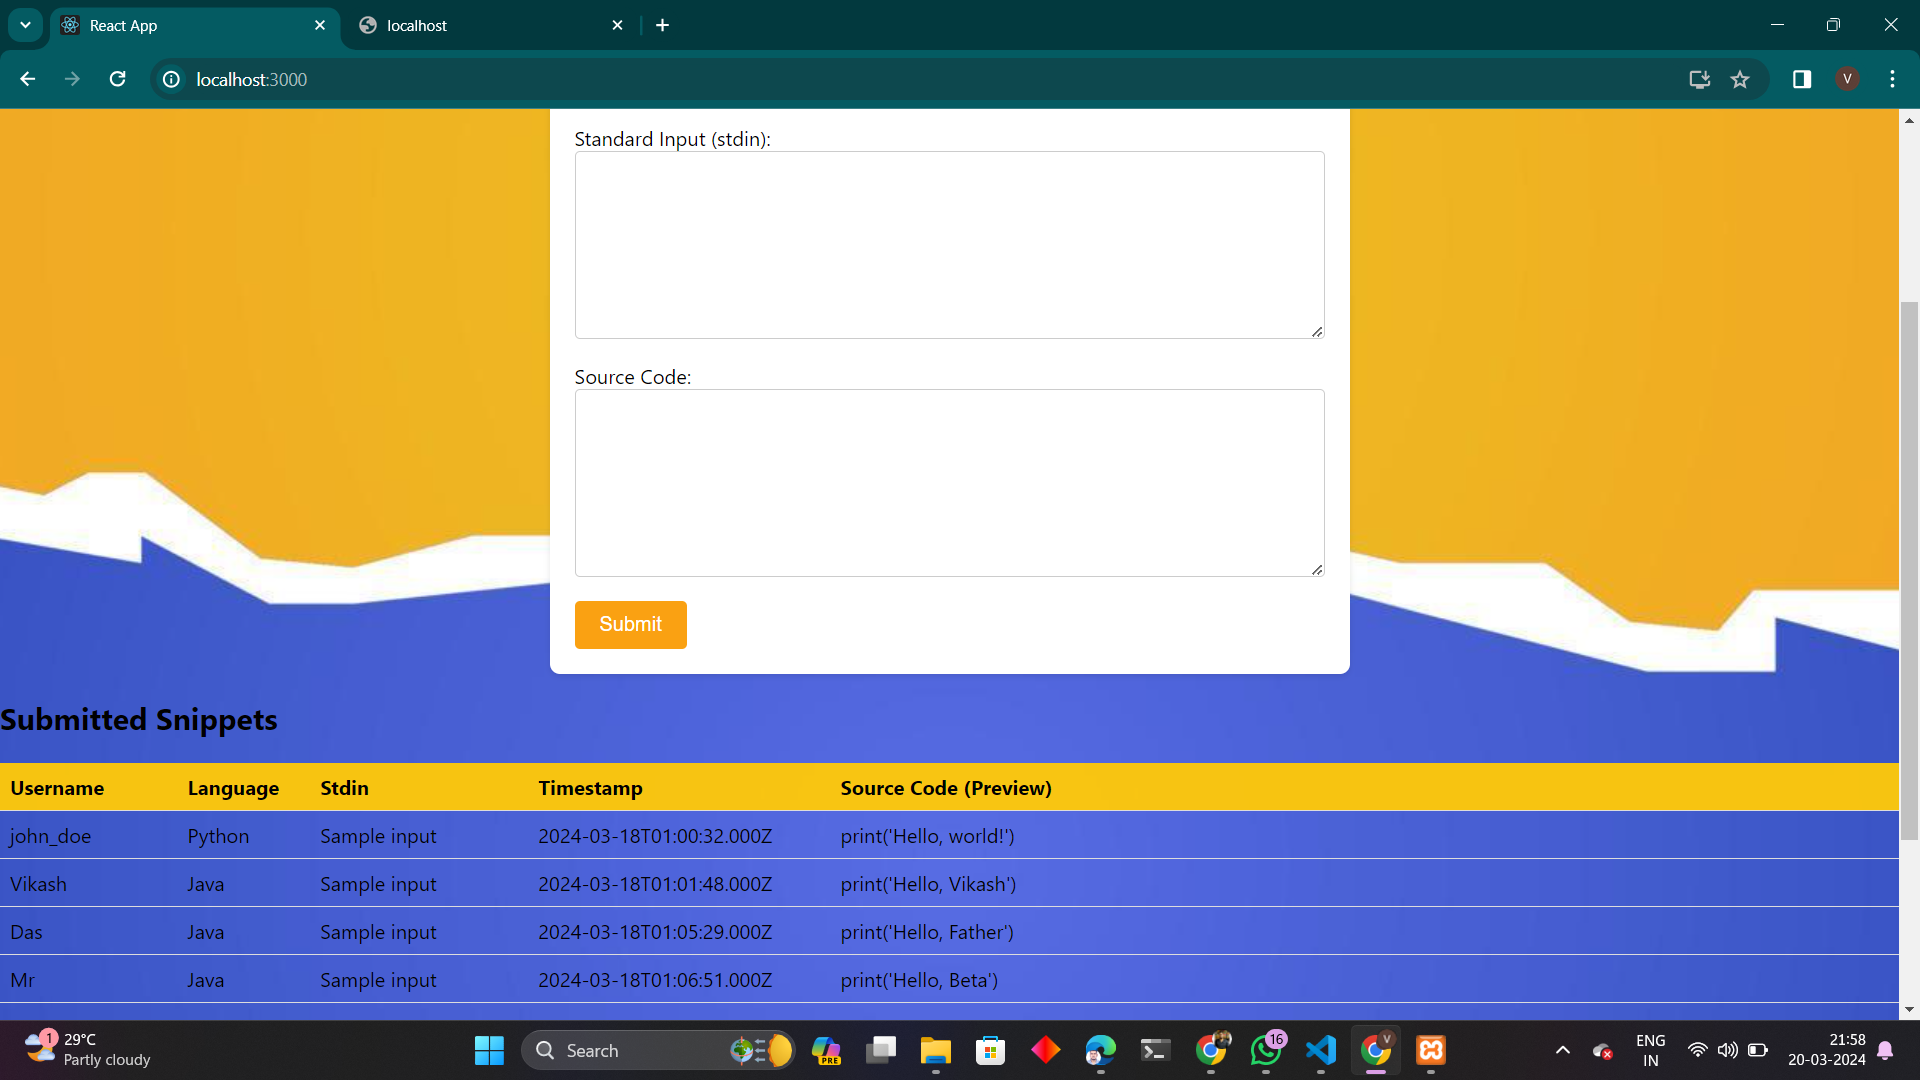 React App
localhost
localhost:3000
V
Standard Input (stdin):
Source Code:
Submit
Submitted Snippets
Username Language Stdin Timestamp Source Code (Preview)
john_doe Python Sample input 2024-03-18T01:00:32.000Z print('Hello, world!')
Vikash Java Sample input 2024-03-18T01:01:48.000Z print('Hello, Vikash')
Das Java Sample input 2024-03-18T01:05:29.000Z print('Hello, Father')
Mr Java Sample input 2024-03-18T01:06:51.000Z print('Hello, Beta')
1
29°C
Partly cloudy
Search
PRE
16
V
ENG
IN
21:58
20-03-2024